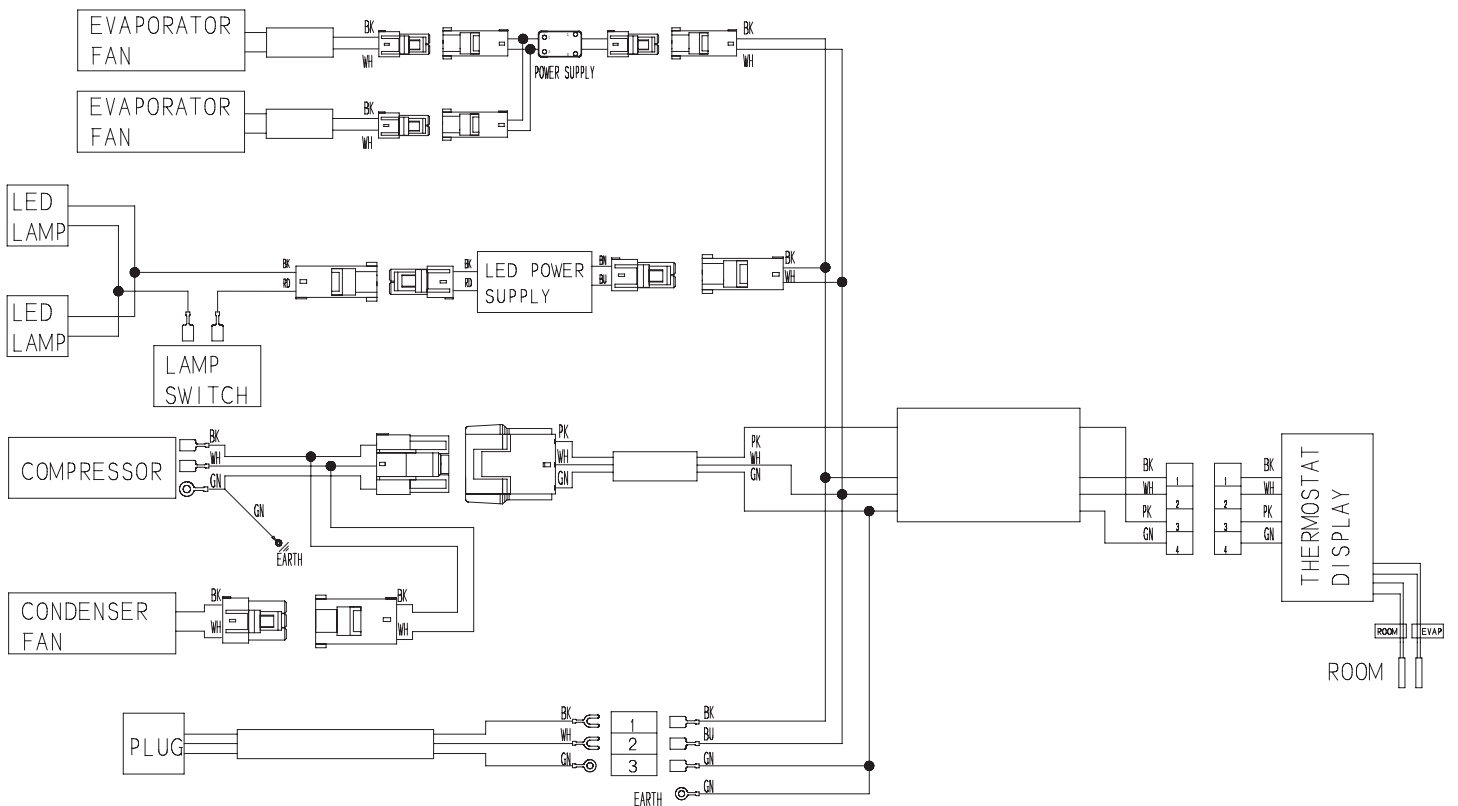 EVAPORATOR
FAN
BK
WH
POWER SUPPLY
BK
WH
EVAPORATOR
FAN
BK
WH
LED
LAMP
LED
LAMP
BK
RD
BK
RD
LED POWER
SUPPLY
BN
BU
BK
WH
LAMP
SWITCH
COMPRESSOR
BK
WH
GN
GN
EARTH
PK
WH
GN
PK
WH
GN
BK
WH
PK
GN
1
2
3
4
1
2
3
4
BK
WH
PK
GN
THERMOSTAT
DISPLAY
ROOM
EVAP
ROOM
CONDENSER
FAN
BK
WH
BK
WH
PLUG
BK
WH
GN
1
2
3
BK
BU
GN
EARTH
GN